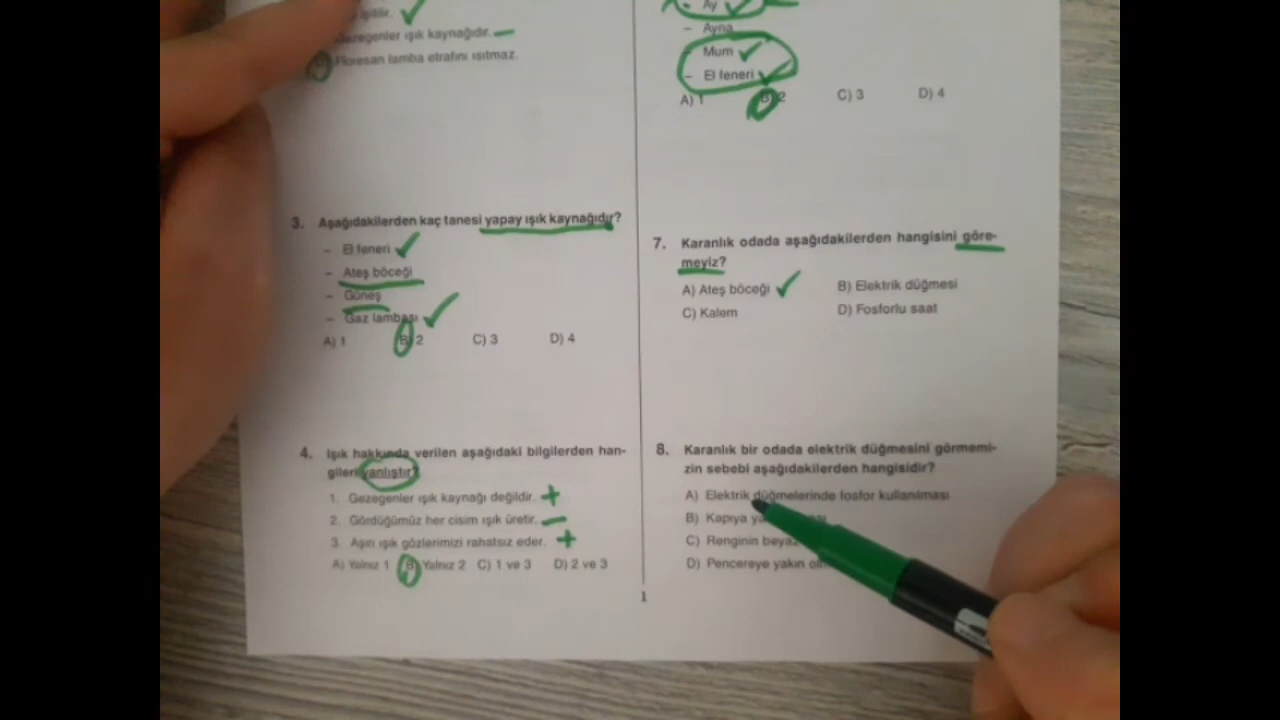 Gezegenler ışık kaynağıdır.
Floresan lamba etrafını ısıtmaz.
3. Aşağıdakilerden kaç tanesi yapay ışık kaynağıdır?
– El feneri
– Ateş böceği
– Güneş
– Gaz lambası
A) 1 B) 2 C) 3 D) 4
4. Işık hakkında verilen aşağıdaki bilgilerden han-
gileri yanlıştır?
1. Gezegenler ışık kaynağı değildir.
2. Gördüğümüz her cisim ışık üretir.
3. Aşırı ışık gözlerimizi rahatsız eder.
A) Yalnız 1 B) Yalnız 2 C) 1 ve 3 D) 2 ve 3
– Ay
– Ayna
– Mum
– El feneri
A) 1 B) 2 C) 3 D) 4
7. Karanlık odada aşağıdakilerden hangisini göre-
meyiz?
A) Ateş böceği B) Elektrik düğmesi
C) Kalem D) Fosforlu saat
8. Karanlık bir odada elektrik düğmesini görmemi-
zin sebebi aşağıdakilerden hangisidir?
A) Elektrik düğmelerinde fosfor kullanılması
B) Kapıya
C) Renginin beyaz
D) Pencereye yakın
1